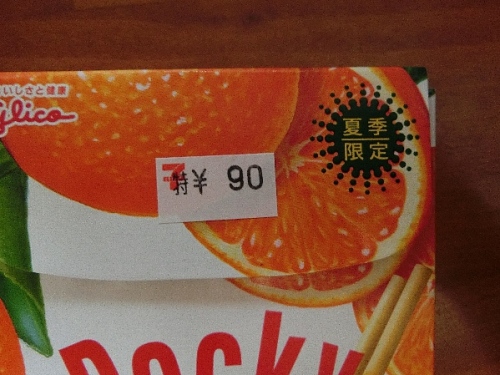 おいしさと健康
Glico
夏季
限定
特¥ 90
Pocky